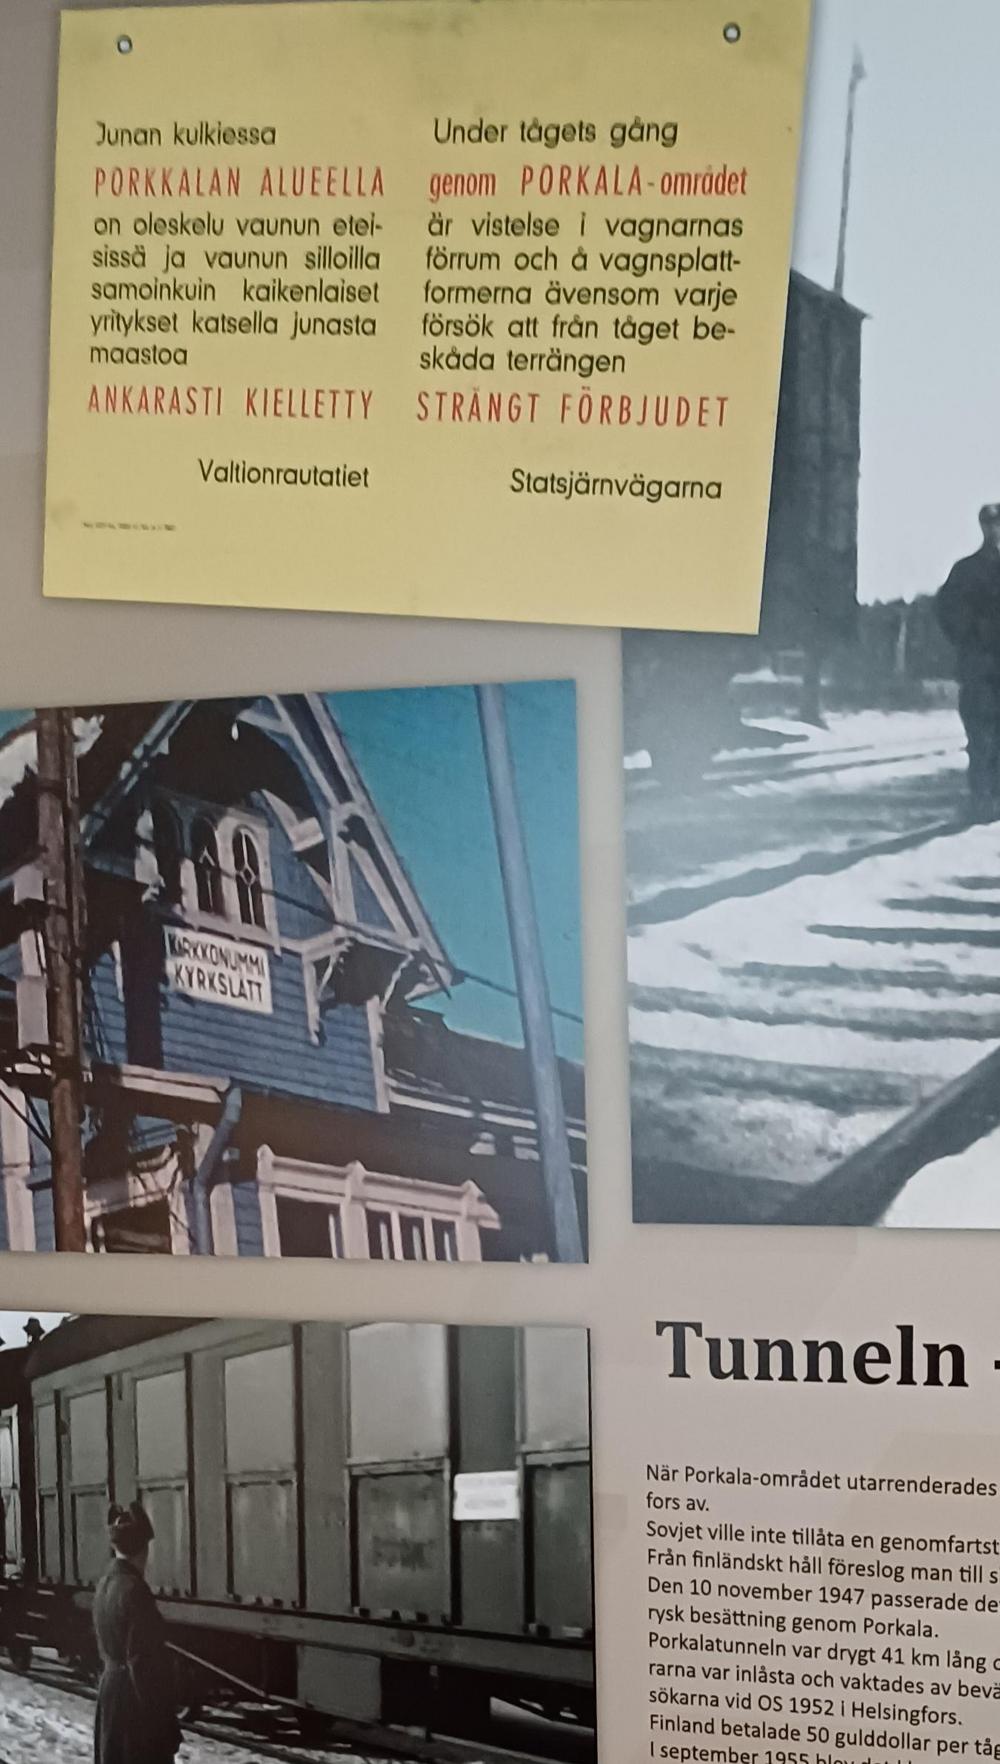 Junan kulkiessa
PORKKALAN ALUEELLA
on oleskelu vaunun etei-
sissä ja vaunun silloilla
samoinkuin kaikenlaiset
yritykset katsella junasta
maastoa
ANKARASTI KIELLETTY
Valtionrautatiet
Under tågets gång
genom PORKALA-området
är vistelse i vagnarnas
förrum och å vagnsplatt-
formerna ävensom varje
försök att från tåget be-
skåda terrängen
STRÄNGT FÖRBJUDET
Statsjärnvägarna
KIRKKONUMMI
KYRKSLÄTT
Tunneln -
När Porkala-området utarrenderades
fors av.
Sovjet ville inte tillåta en genomfartst
Från finländskt håll föreslog man till s
Den 10 november 1947 passerade de
rysk besättning genom Porkala.
Porkalatunneln var drygt 41 km lång
rarna var inlåsta och vaktades av bevä
sökarna vid OS 1952 i Helsingfors.
Finland betalade 50 gulddollar per tåg
I september 1955